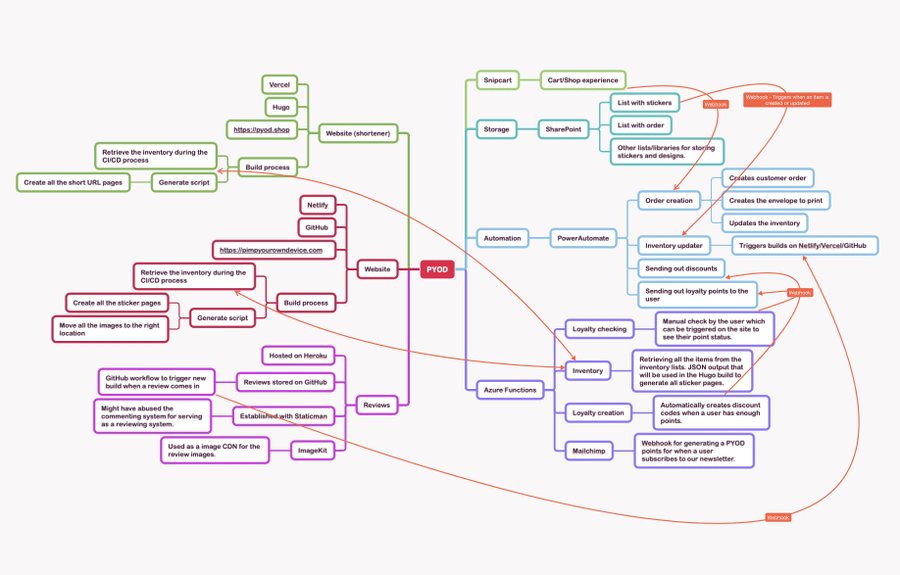 PYOD
Website (shortener)
Vercel
Hugo
https://pyod.shop
Build process
Retrieve the inventory during the
CI/CD process
Generate script
Create all the short URL pages
Website
Netlify
GitHub
https://pimpyourowndevice.com
Build process
Retrieve the inventory during the
CI/CD process
Generate script
Create all the sticker pages
Move all the images to the right
location
Reviews
Hosted on Heroku
Reviews stored on GitHub
GitHub workflow to trigger new
build when a review comes in
Established with Staticman
Might have abused the
commenting system for serving
as a reviewing system.
ImageKit
Used as a image CDN for the
review images.
Snipcart
Cart/Shop experience
Webhook
Webhook - Triggers when as item is
created or updated
Storage
SharePoint
List with stickers
List with order
Other lists/libraries for storing
stickers and designs.
Automation
PowerAutomate
Order creation
Creates customer order
Creates the envelope to print
Updates the inventory
Inventory updater
Triggers builds on Netlify/Vercel/GitHub
Sending out discounts
Sending out loyalty points to the
user
Webhook
Azure Functions
Loyalty checking
Manual check by the user which
can be triggered on the site to
see their point status.
Inventory
Retrieving all the items from the
inventory lists. JSON output that
will be used in the Hugo build to
generate all sticker pages.
Loyalty creation
Automatically creates discount
codes when a user has enough
points.
Mailchimp
Webhook for generating a PYOD
points for when a user
subscribes to our newsletter.
Webhook